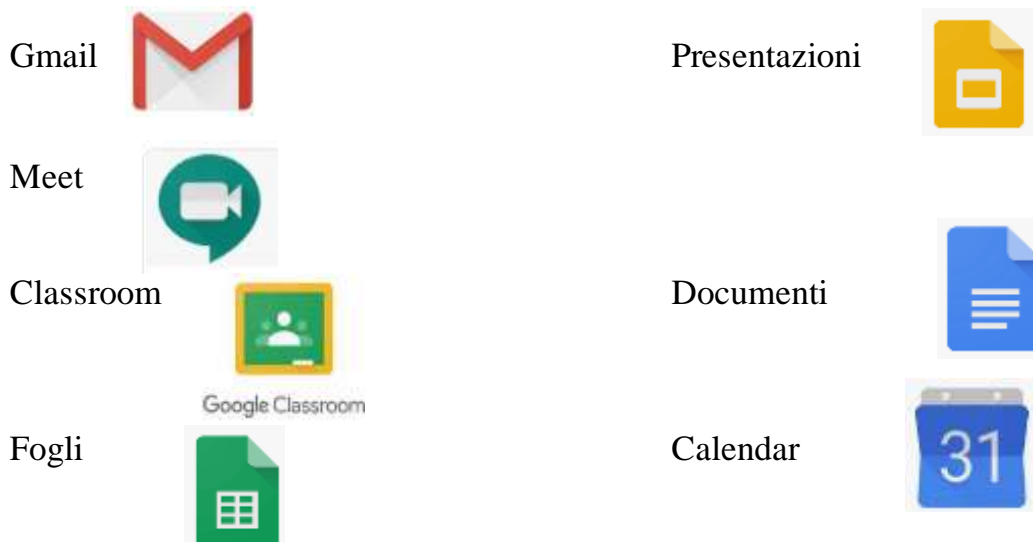 Gmail
Presentazioni
Meet
Classroom
Documenti
Google Classroom
Fogli
Calendar
31